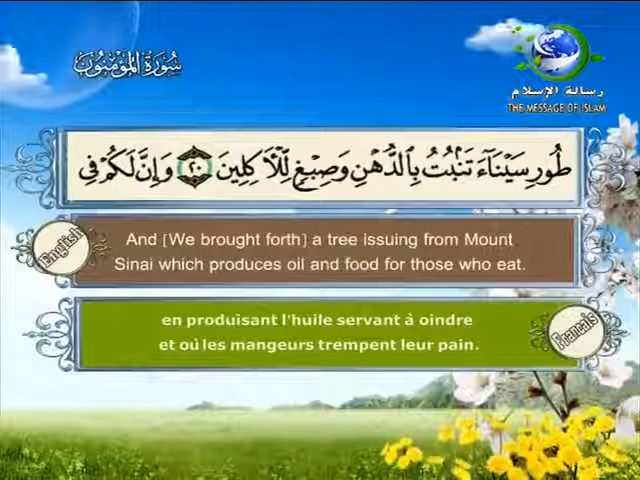 سُورَةُ المُؤْمِنُونَ
رسالة الإسلام
THE MESSAGE OF ISLAM
طُورِ سَيْنَاءَ تَنبُتُ بِالدُّهْنِ وَصِبْغٍ لِّلْآكِلِينَ ٢٠ وَإِنَّ لَكُمْ فِي
English
And [We brought forth] a tree issuing from Mount
Sinai which produces oil and food for those who eat.
en produisant l'huile servant à oindre
et où les mangeurs trempent leur pain.
Francais